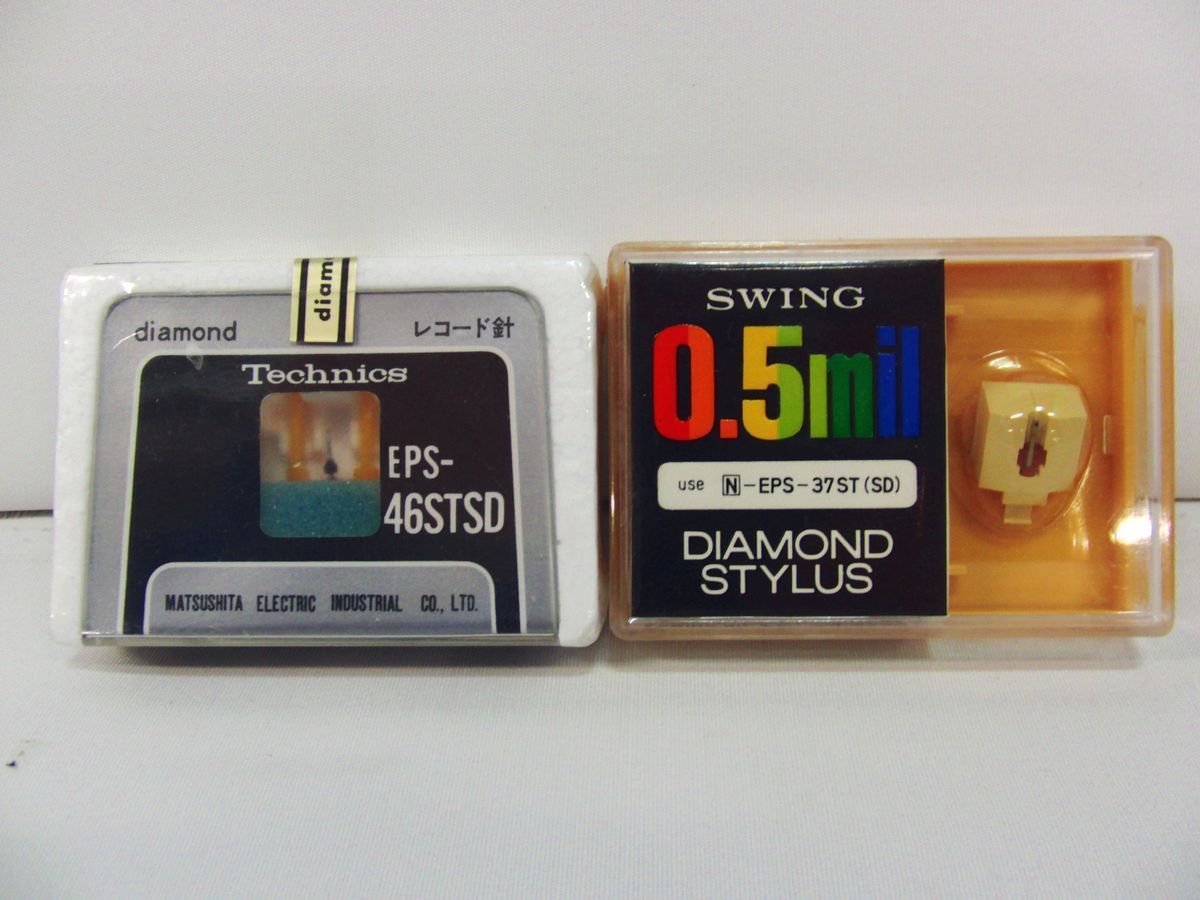 diam
diamond
レコード針
Technics
EPS-
46STSD
MATSUSHITA ELECTRIC INDUSTRIAL CO., LTD.
SWING
0.5mil
use N-EPS-37ST(SD)
DIAMOND
STYLUS